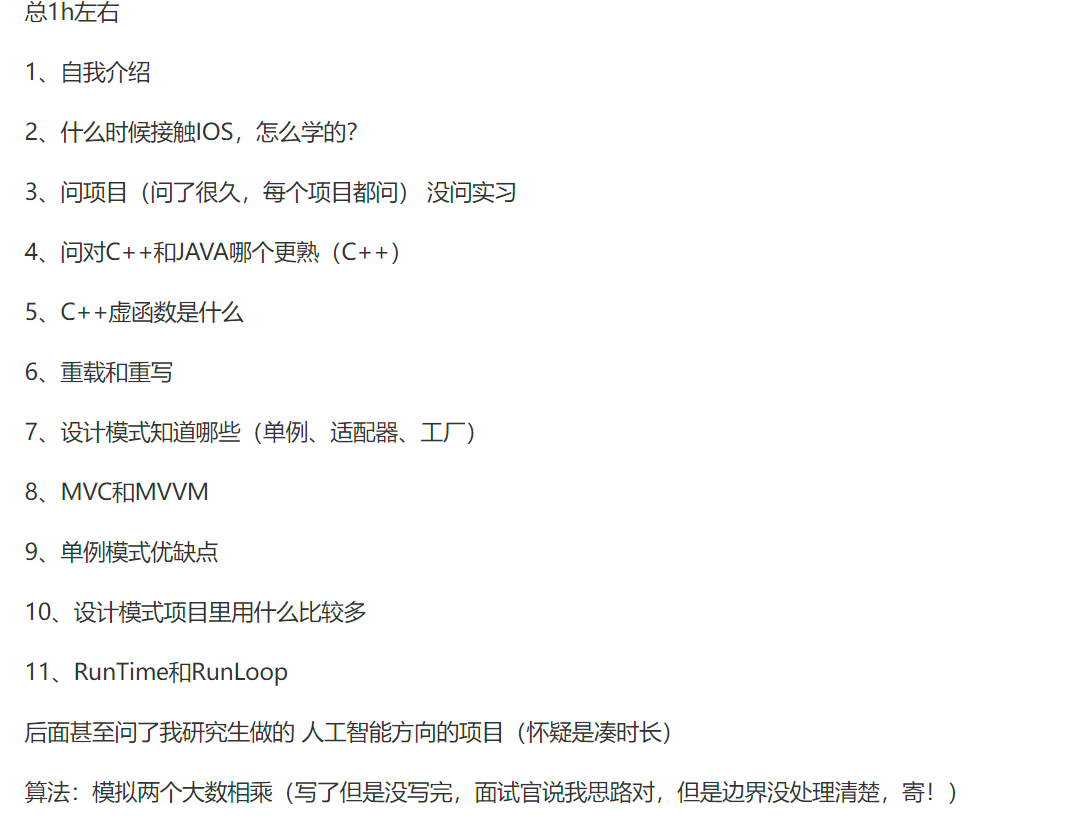 总1h左右
1、自我介绍
2、什么时候接触IOS，怎么学的？
3、问项目（问了很久，每个项目都问） 没问实习
4、问对C++和JAVA哪个更熟（C++）
5、C++虚函数是什么
6、重载和重写
7、设计模式知道哪些（单例、适配器、工厂）
8、MVC和MVVM
9、单例模式优缺点
10、设计模式项目里用什么比较多
11、RunTime和RunLoop
后面甚至问了我研究生做的 人工智能方向的项目（怀疑是凑时长）
算法：模拟两个大数相乘（写了但是没写完，面试官说我思路对，但是边界没处理清楚，寄！）